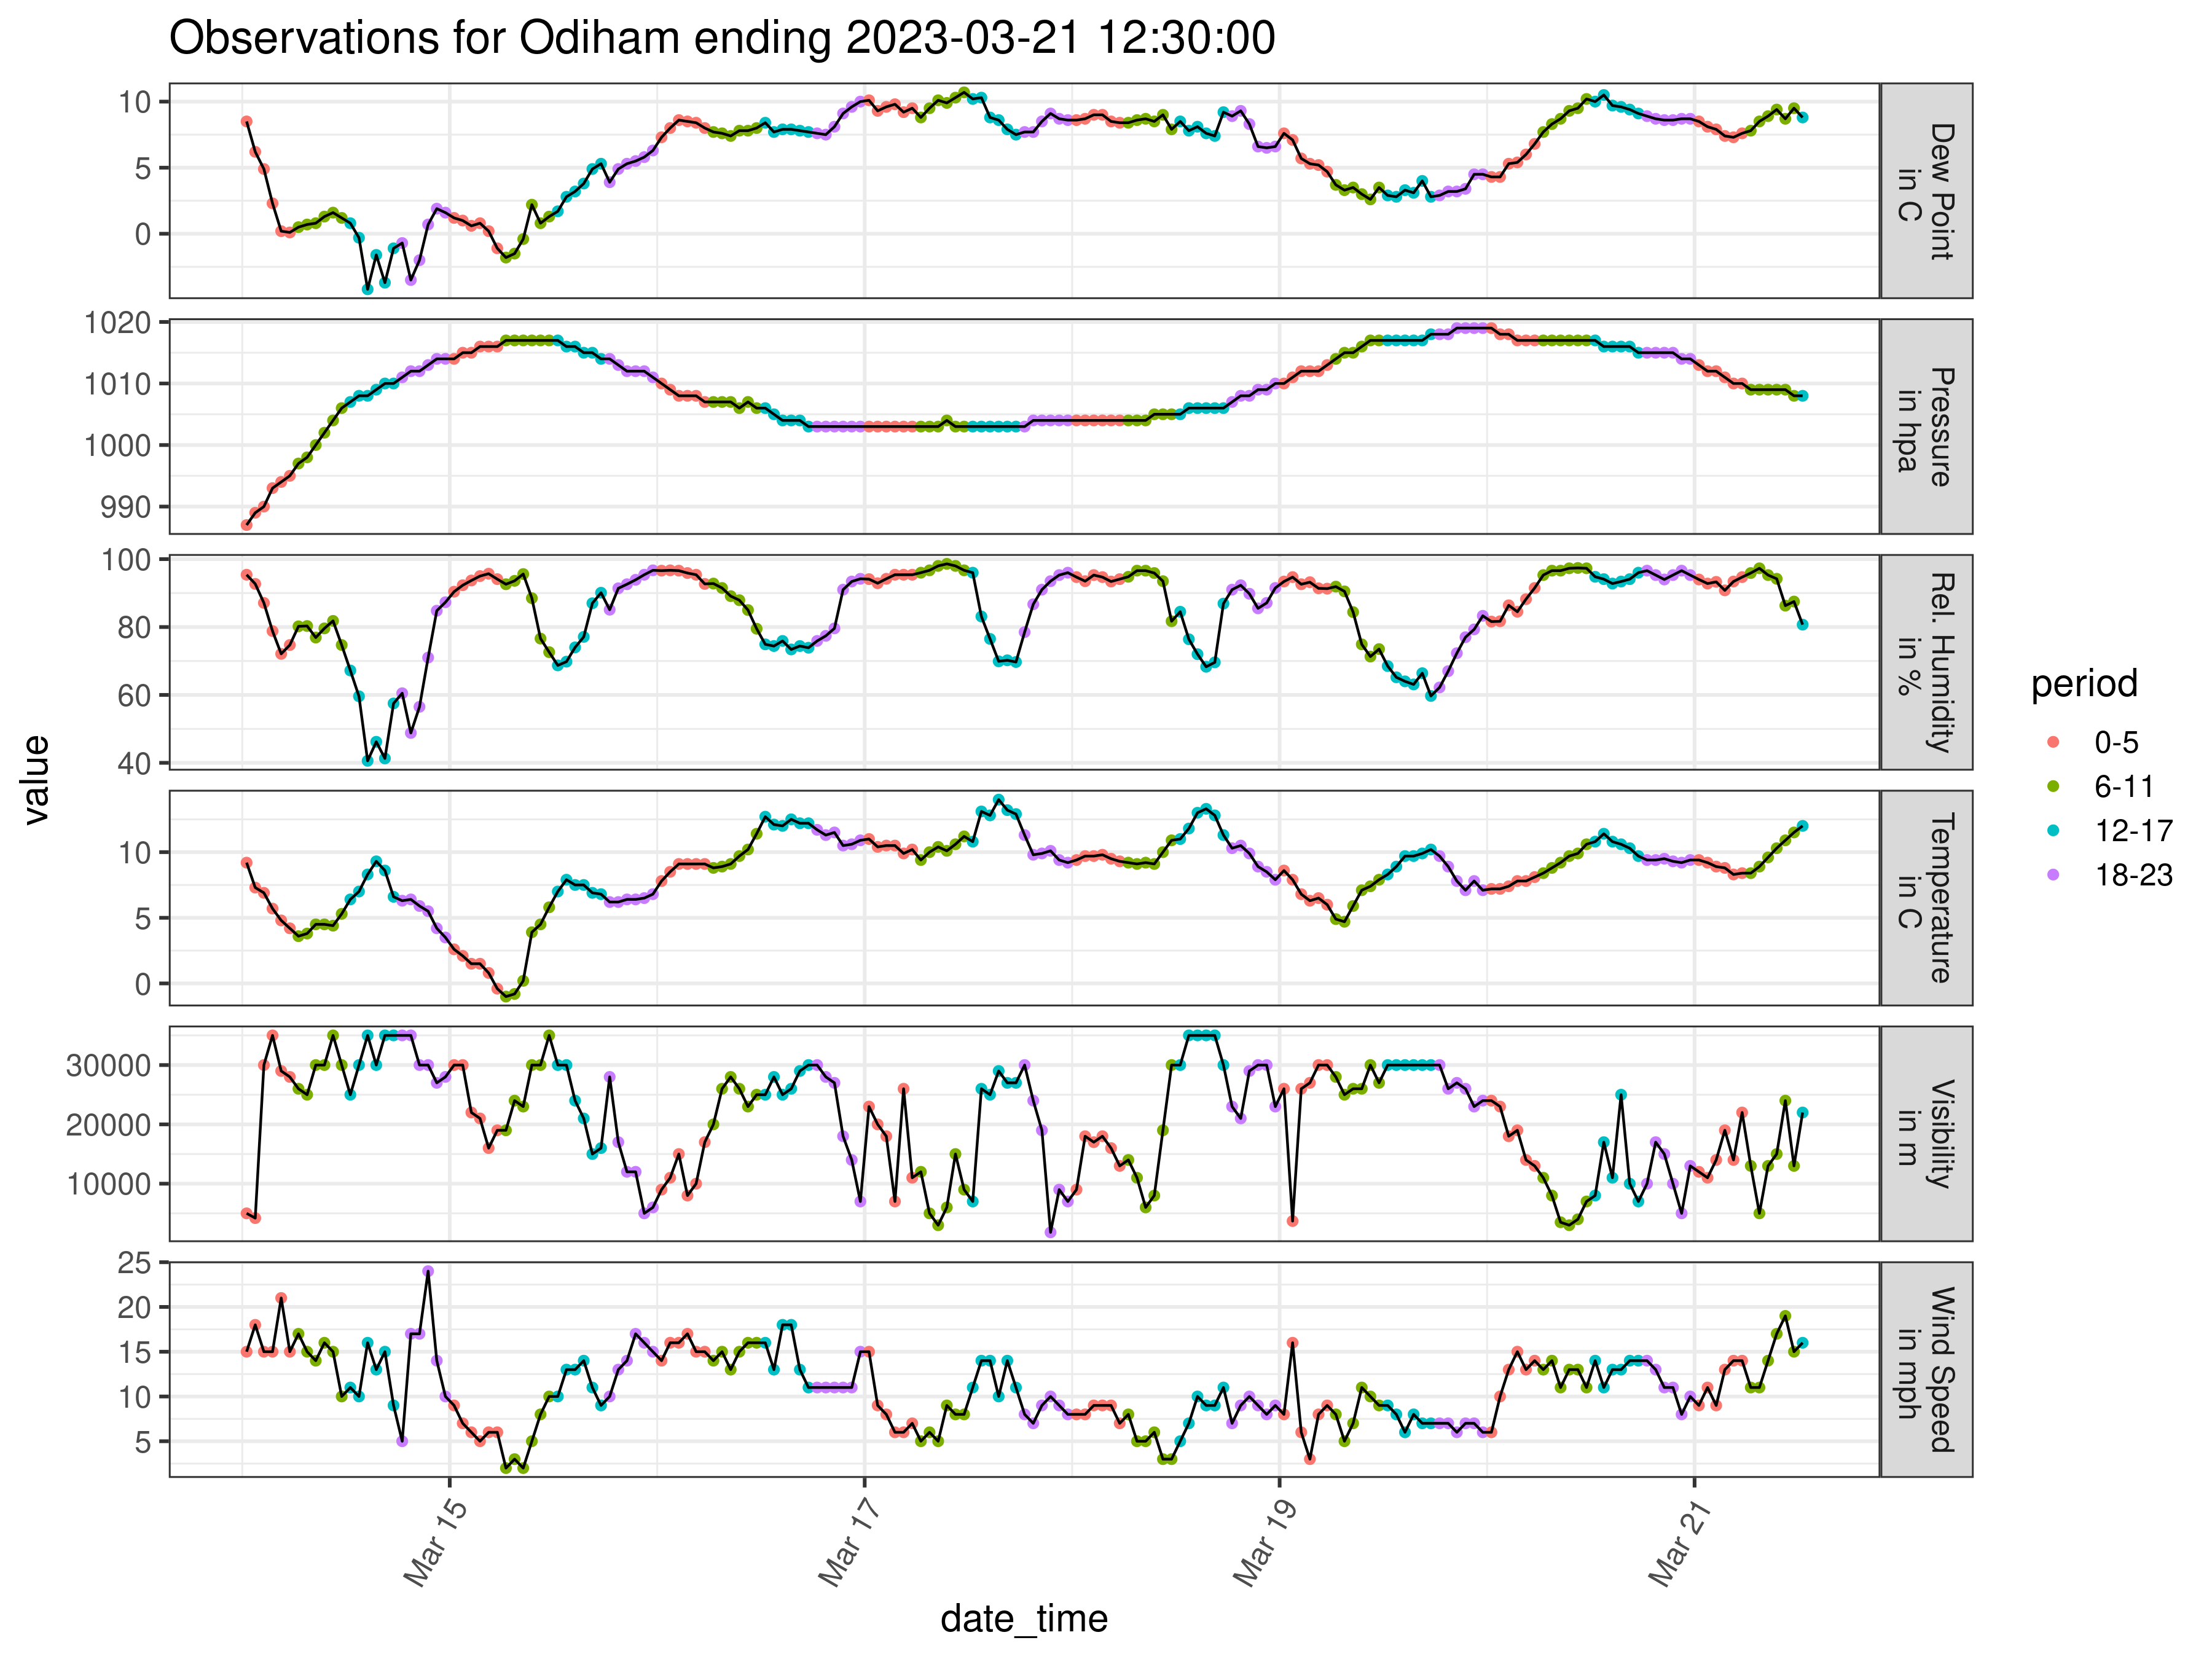 Observations for Odiham ending 2023-03-21 12:30:00
value
10
5
0
Dew Point
in C
1020
1010
1000
990
Pressure
in hpa
100
80
60
40
Rel. Humidity
in %
10
5
0
Temperature
in C
30000
20000
10000
Visibility
in m
25
20
15
10
5
Wind Speed
in mph
Mar 15
Mar 17
Mar 19
Mar 21
date_time
period
0-5
6-11
12-17
18-23